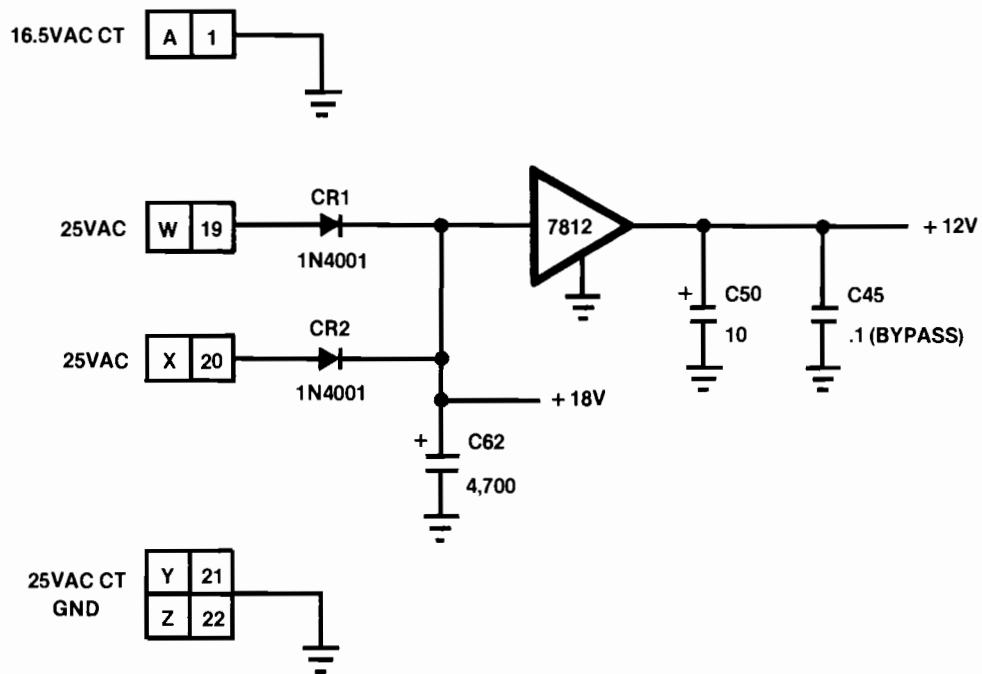 16.5VAC CT A 1
CR1
25VAC W 19
1N4001
7812
+ 12V
+ C50
10
C45
.1 (BYPASS)
CR2
25VAC X 20
1N4001
+ 18V
+ C62
4,700
25VAC CT
GND
Y 21
Z 22